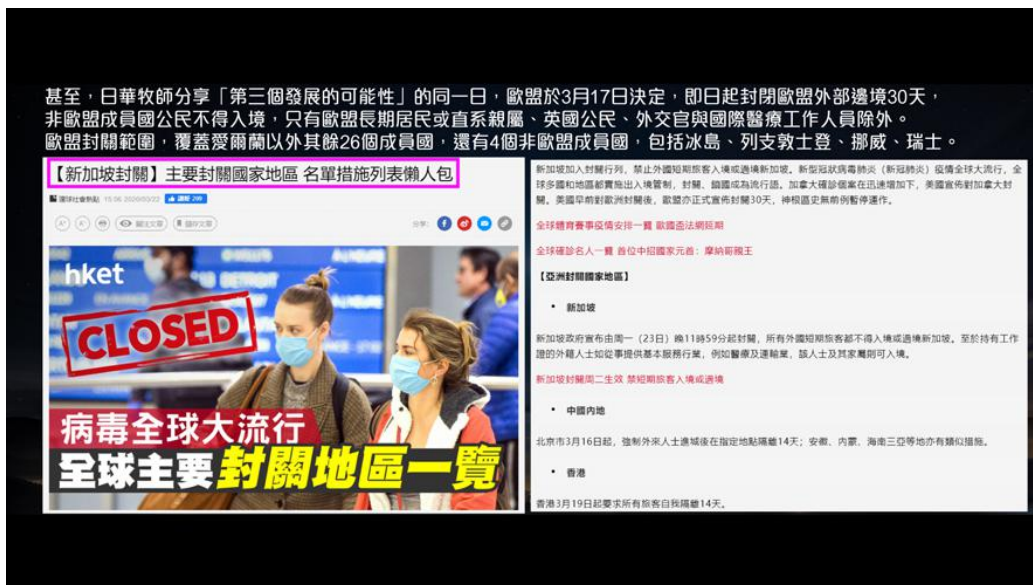 甚至，日華牧師分享「第三個發展的可能性」的同一日，歐盟於3月17日決定，即日起封閉歐盟外部邊境30天，
非歐盟成員國公民不得入境，只有歐盟長期居民或直系親屬、英國公民、外交官與國際醫療工作人員除外。
歐盟封關範圍，覆蓋愛爾蘭以外其餘26個成員國，還有4個非歐盟成員國，包括冰島、列支敦士登、挪威、瑞士。
【新加坡封關】主要封關國家地區 名單措施列表懶人包
環球社會熱點 15:06 2020/03/22 讚好 209
A+ A- 關注文章 儲存文章 分享:
hket
CLOSED
病毒全球大流行
全球主要封關地區一覽
新加坡加入封關行列，禁止外國短期旅客入境或過境新加坡。新型冠狀病毒肺炎（新冠肺炎）疫情全球大流行，全
球多國和地區都實施出入境管制，封關、鎖國成為流行語。加拿大確診個案在迅速增加下，美國宣佈對加拿大封
關。美國早前對歐洲封關後，歐盟亦正式宣佈封關30天，神根區史無前例暫停運作。
全球體育賽事疫情安排一覽 歐國盃法網延期
全球確診名人一覽 首位中招國家元首：摩納哥親王
【亞洲封關國家地區】
• 新加坡
新加坡政府宣布由周一（23日）晚11時59分起封關，所有外國短期旅客都不得入境或過境新加坡。至於持有工作
證的外籍人士如從事提供基本服務行業，例如醫療及運輸業，該人士及其家屬則可入境。
新加坡封關周二生效 禁短期旅客入境或過境
• 中國內地
北京市3月16日起，強制外來人士進城後在指定地點隔離14天；安徽、內蒙、海南三亞等地亦有類似措施。
• 香港
香港3月19日起要求所有旅客自我隔離14天。